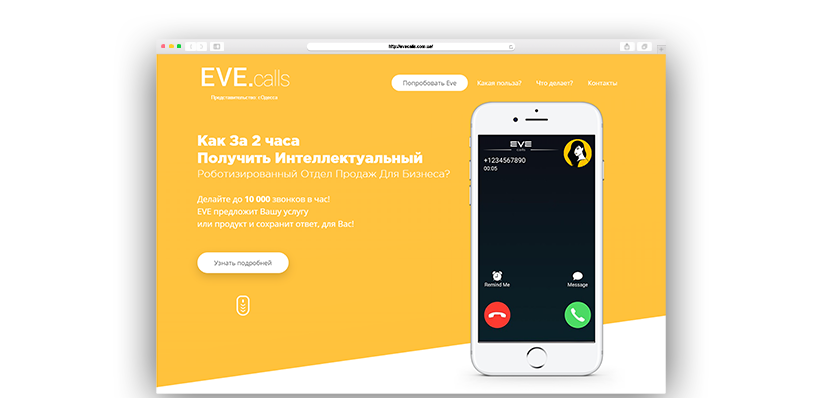 http://evecalls.com.ua/
EVE.calls
Представительство г.Одесса
Попробовать Eve
Какая польза?
Что делает?
Контакты
Как За 2 часа
Получить Интеллектуальный
Роботизированный Отдел Продаж Для Бизнеса?
Делайте до 10 000 звонков в час!
EVE предложит Вашу услугу
или продукт и сохранит ответ, для Вас!
Узнать подробней
EVE
calls
+1234567890
00:05
Remind Me
Message